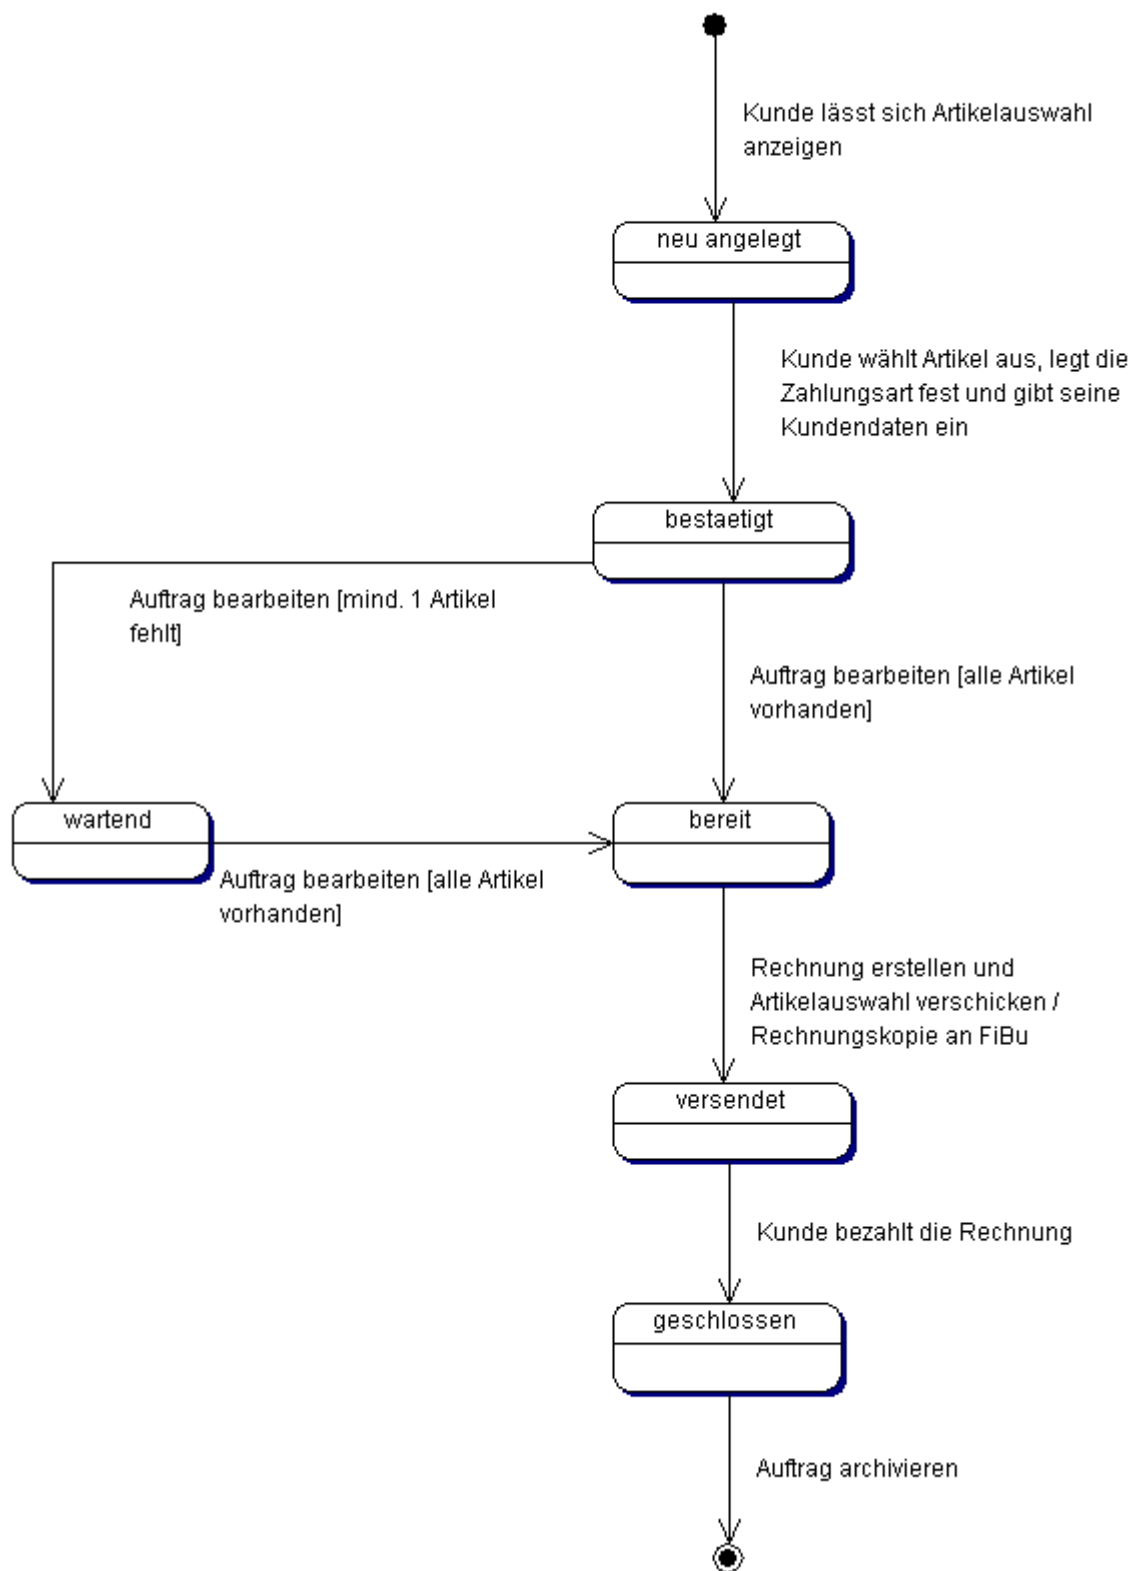 Kunde lässt sich Artikelauswahl
anzeigen
neu angelegt
Kunde wählt Artikel aus, legt die
Zahlungsart fest und gibt seine
Kundendaten ein
bestaetigt
Auftrag bearbeiten [mind. 1 Artikel
fehlt]
Auftrag bearbeiten [alle Artikel
vorhanden]
wartend
bereit
Auftrag bearbeiten [alle Artikel
vorhanden]
Rechnung erstellen und
Artikelauswahl verschicken /
Rechnungskopie an FiBu
versendet
Kunde bezahlt die Rechnung
geschlossen
Auftrag archivieren